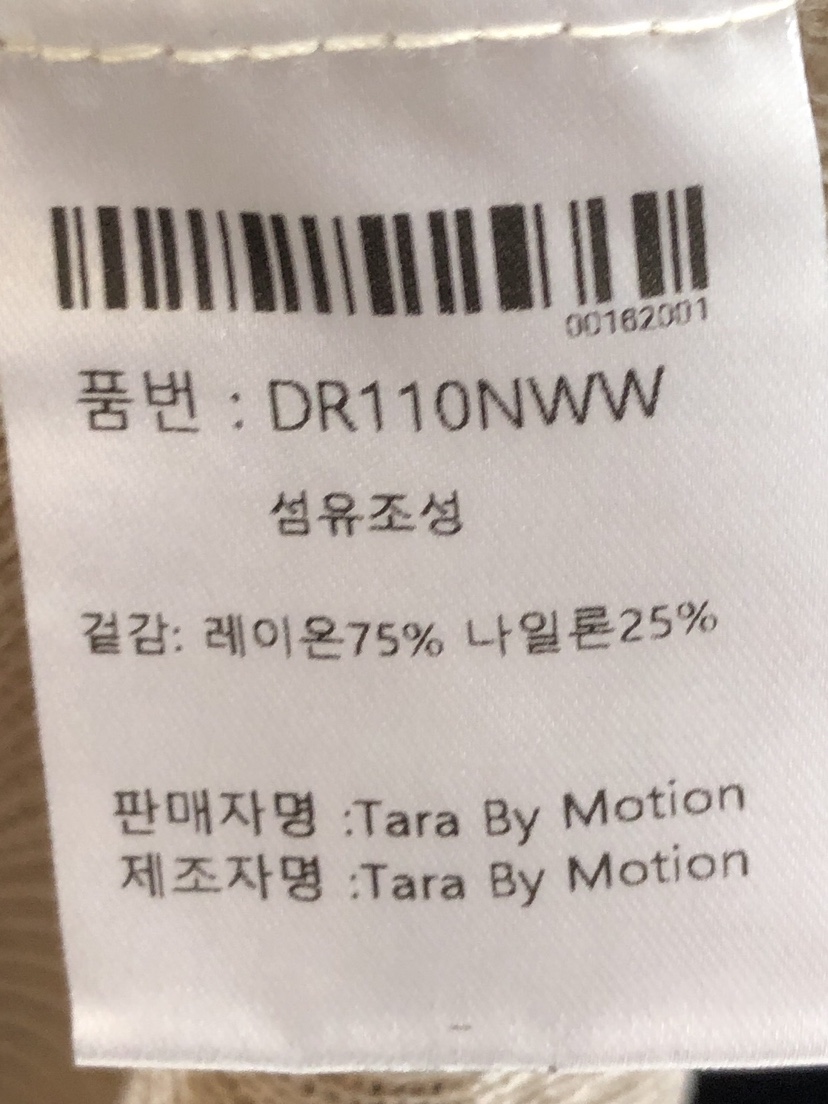 00162001
품번 : DR110NWW
섬유조성
겉감: 레이온75% 나일론25%
판매자명 :Tara By Motion
제조자명 :Tara By Motion